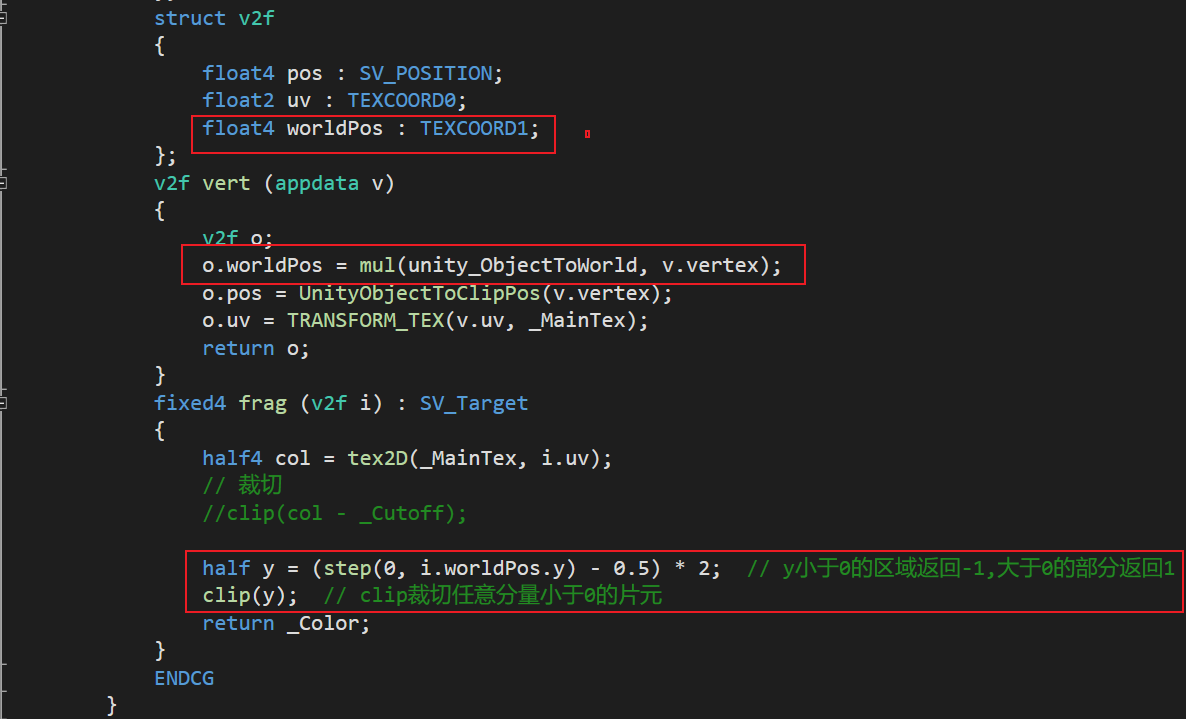 struct v2f
{
float4 pos : SV_POSITION;
float2 uv : TEXCOORD0;
float4 worldPos : TEXCOORD1;
};
v2f vert (appdata v)
{
v2f o;
o.worldPos = mul(unity_ObjectToWorld, v.vertex);
o.pos = UnityObjectToClipPos(v.vertex);
o.uv = TRANSFORM_TEX(v.uv, _MainTex);
return o;
}
fixed4 frag (v2f i) : SV_Target
{
half4 col = tex2D(_MainTex, i.uv);
// 裁切
//clip(col - _Cutoff);
half y = (step(0, i.worldPos.y) - 0.5) * 2;  // y小于0的区域返回-1,大于0的部分返回1
clip(y);  // clip裁切任意分量小于0的片元
return _Color;
}
ENDCG
}